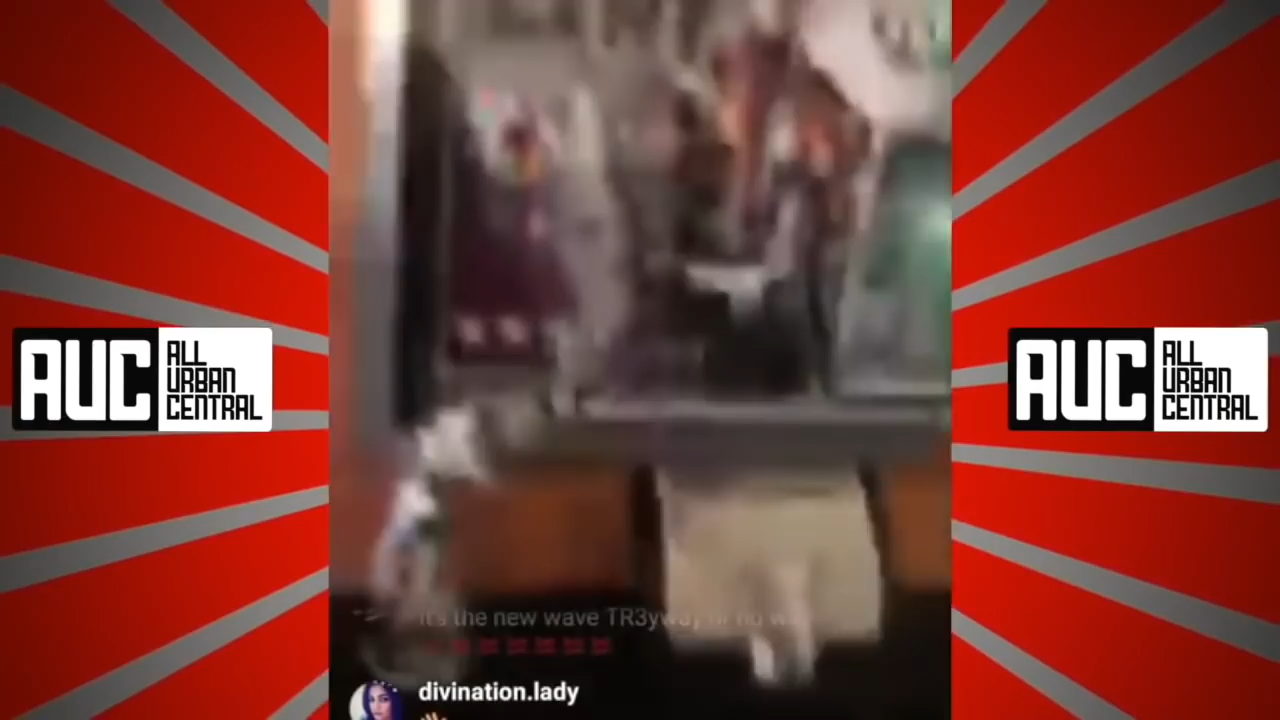 AUC
ALL
URBAN
CENTRAL
AUC
ALL
URBAN
CENTRAL
It's the new wave TR3yway
divination.lady